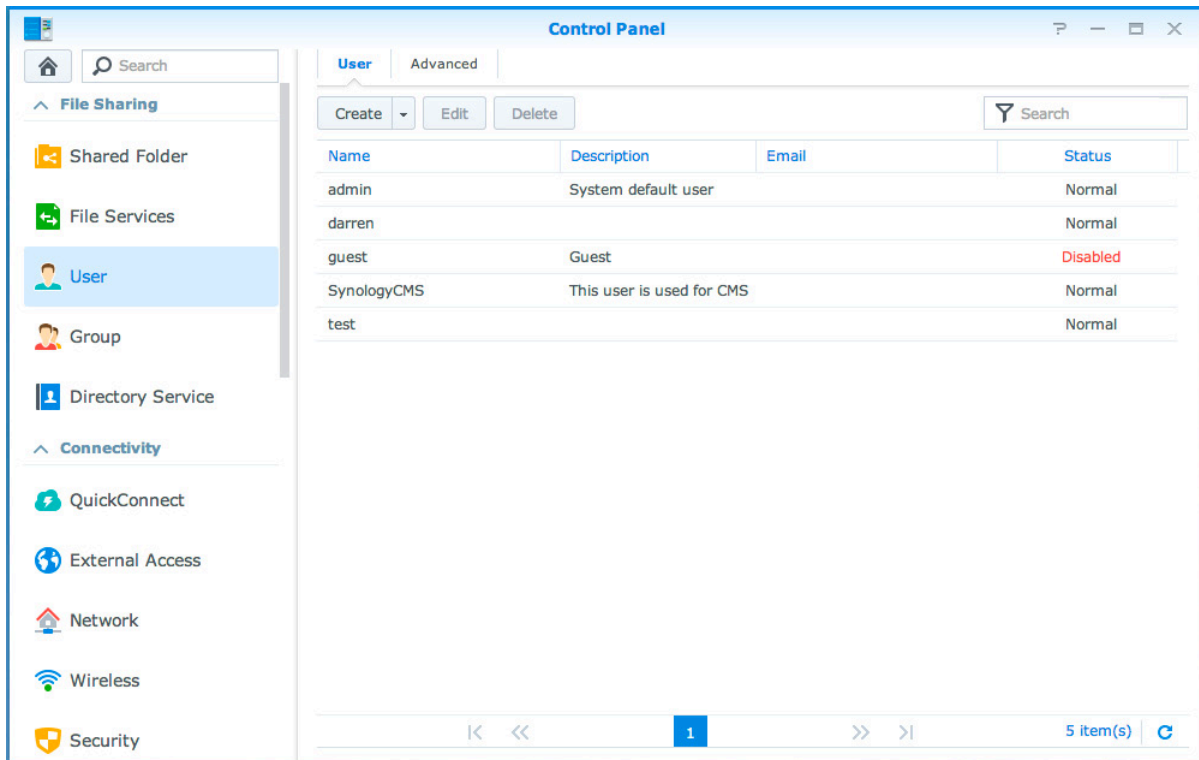 Control Panel
Search
File Sharing
Shared Folder
File Services
User
Group
Directory Service
Connectivity
QuickConnect
External Access
Network
Wireless
Security
User Advanced
Create Edit Delete Search
Name Description Email Status
admin System default user Normal
darren Normal
guest Guest Disabled
SynologyCMS This user is used for CMS Normal
test Normal
1 5 item(s)